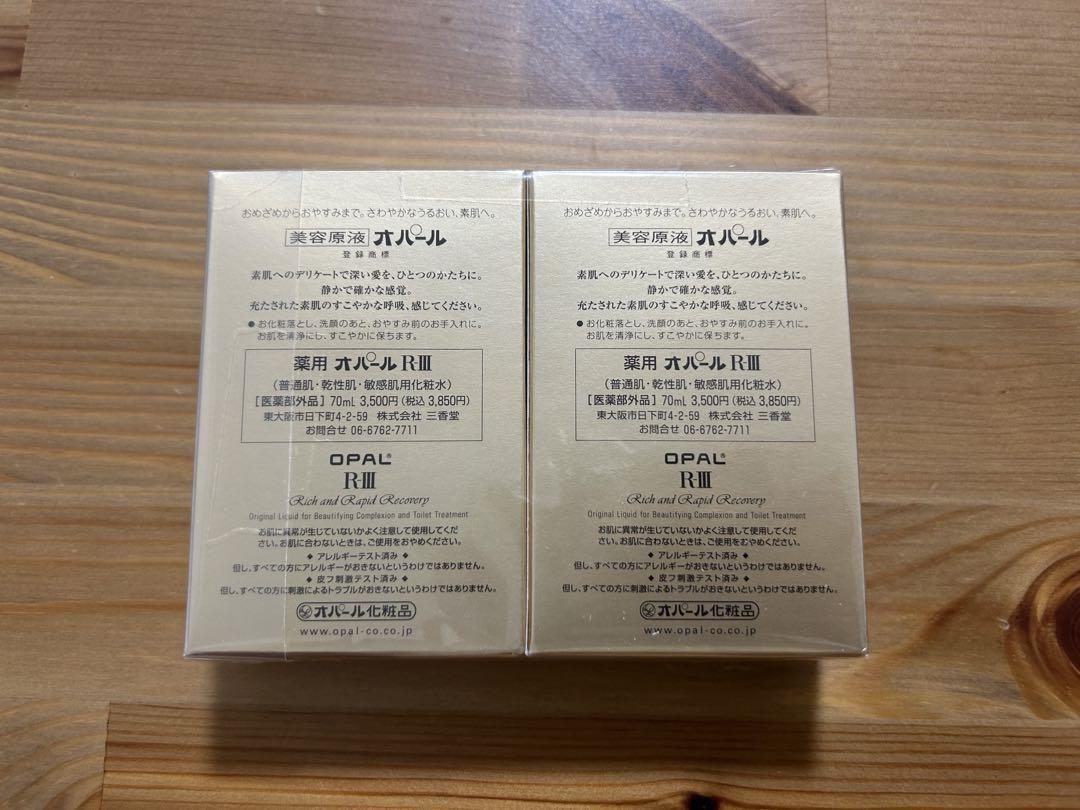 おめざめからおやすみまで。さわやかなうるおい、素肌へ。
美容原液 オパール
登録商標
素肌へのデリケートで深い愛を、ひとつのかたちに。
静かで確かな感覚。
充たされた素肌のすこやかな呼吸、感じてください。
●お化粧落とし、洗顔のあと、おやすみ前のお手入れに。
お肌を清浄にし、すこやかに保ちます。
薬用 オパール R-III
(普通肌・乾性肌・敏感肌用化粧水)
[医薬部外品] 70mL 3,500円(税込 3,850円)
東大阪市日下町4-2-59 株式会社 三香堂
お問合せ 06-6762-7711
OPAL®
R-III
Rich and Rapid Recovery
Original Liquid for Beautifying Complexion and Toilet Treatment
お肌に異常が生じていないかよく注意して使用してくだ
さい。お肌に合わないときは、ご使用をおやめください。
◆ アレルギーテスト済み ◆
但し、すべての方にアレルギーがおきないというわけではありません。
◆ 皮フ刺激テスト済み ◆
但し、すべての方に刺激によるトラブルがおきないというわけではありません。
オパール化粧品
www.opal-co.co.jp
おめざめからおやすみまで。さわやかなうるおい、素肌へ。
美容原液 オパール
登録商標
素肌へのデリケートで深い愛を、ひとつのかたちに。
静かで確かな感覚。
充たされた素肌のすこやかな呼吸、感じてください。
●お化粧落とし、洗顔のあと、おやすみ前のお手入れに。
お肌を清浄にし、すこやかに保ちます。
薬用 オパール R-III
(普通肌・乾性肌・敏感肌用化粧水)
[医薬部外品] 70mL 3,500円(税込 3,850円)
東大阪市日下町4-2-59 株式会社 三香堂
お問合せ 06-6762-7711
OPAL®
R-III
Rich and Rapid Recovery
Original Liquid for Beautifying Complexion and Toilet Treatment
お肌に異常が生じていないかよく注意して使用してくだ
さい。お肌に合わないときは、ご使用をおやめください。
◆ アレルギーテスト済み ◆
但し、すべての方にアレルギーがおきないというわけではありません。
◆ 皮フ刺激テスト済み ◆
但し、すべての方に刺激によるトラブルがおきないというわけではありません。
オパール化粧品
www.opal-co.co.jp